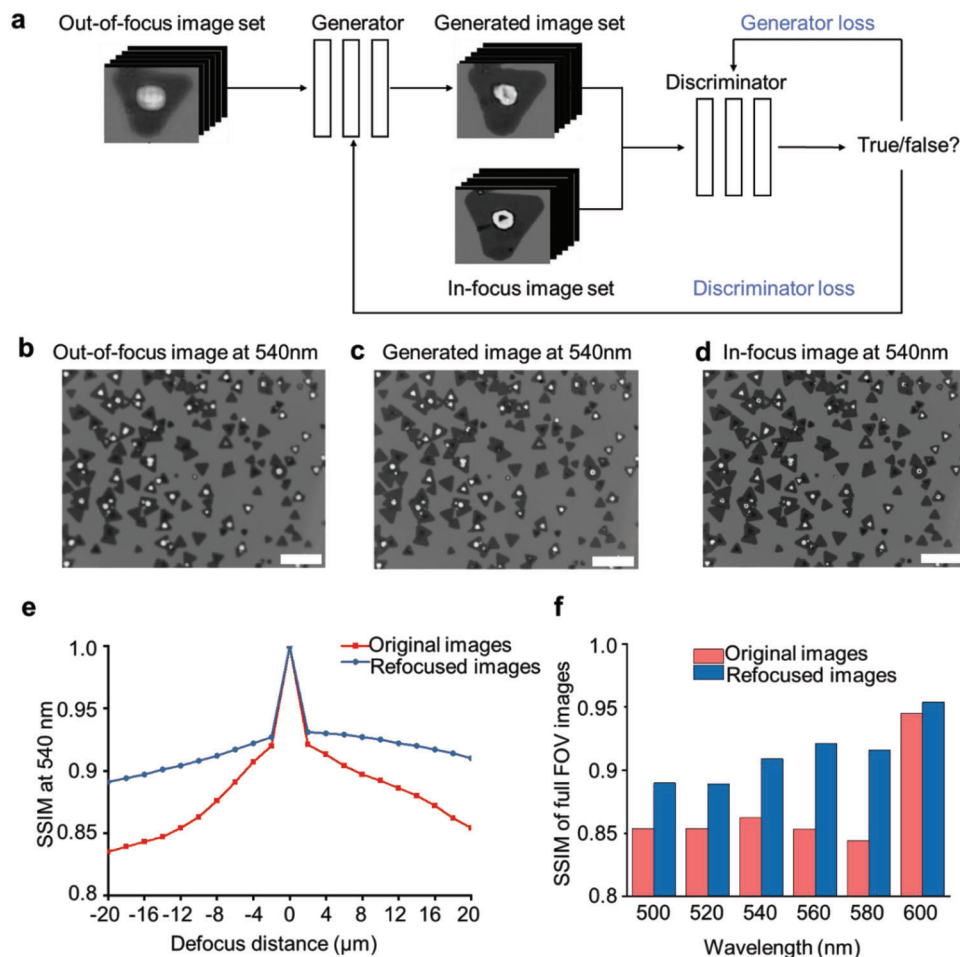 a
Out-of-focus image set
Generator
Generated image set
Generator loss
Discriminator
True/false?
In-focus image set
Discriminator loss
b
Out-of-focus image at 540nm
c
Generated image at 540nm
d
In-focus image at 540nm
e
SSIM at 540 nm
1.0
0.95
0.9
0.85
0.8
Original images
Refocused images
-20 -16 -12 -8 -4 0 4 8 12 16 20
Defocus distance (μm)
f
SSIM of full FOV images
1.0
0.95
0.9
0.85
0.8
Original images
Refocused images
500 520 540 560 580 600
Wavelength (nm)